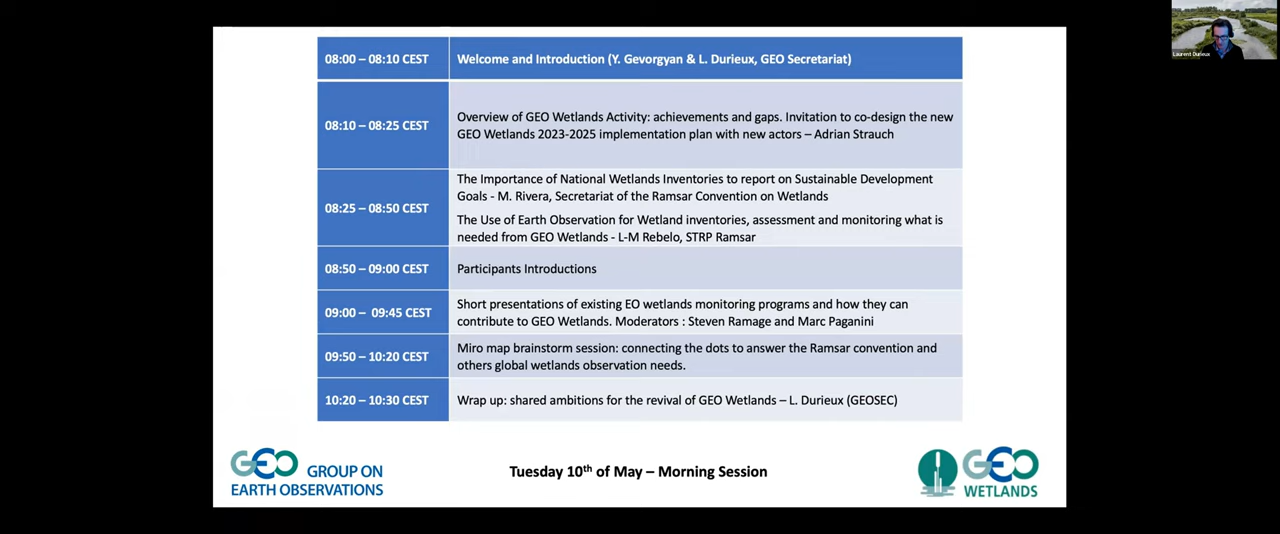 Laurent Durieux
08:00 – 08:10 CEST
Welcome and Introduction (Y. Gevorgyan & L. Durieux, GEO Secretariat)
08:10 – 08:25 CEST
Overview of GEO Wetlands Activity: achievements and gaps. Invitation to co-design the new
GEO Wetlands 2023-2025 implementation plan with new actors – Adrian Strauch
08:25 – 08:50 CEST
The Importance of National Wetlands Inventories to report on Sustainable Development
Goals - M. Rivera, Secretariat of the Ramsar Convention on Wetlands
The Use of Earth Observation for Wetland inventories, assessment and monitoring what is
needed from GEO Wetlands - L-M Rebelo, STRP Ramsar
08:50 – 09:00 CEST
Participants Introductions
09:00 –  09:45 CEST
Short presentations of existing EO wetlands monitoring programs and how they can
contribute to GEO Wetlands. Moderators : Steven Ramage and Marc Paganini
09:50 – 10:20 CEST
Miro map brainstorm session: connecting the dots to answer the Ramsar convention and
others global wetlands observation needs.
10:20 – 10:30 CEST
Wrap up: shared ambitions for the revival of GEO Wetlands – L. Durieux (GEOSEC)
GEO GROUP ON
EARTH OBSERVATIONS
Tuesday 10th of May – Morning Session
GEO
WETLANDS